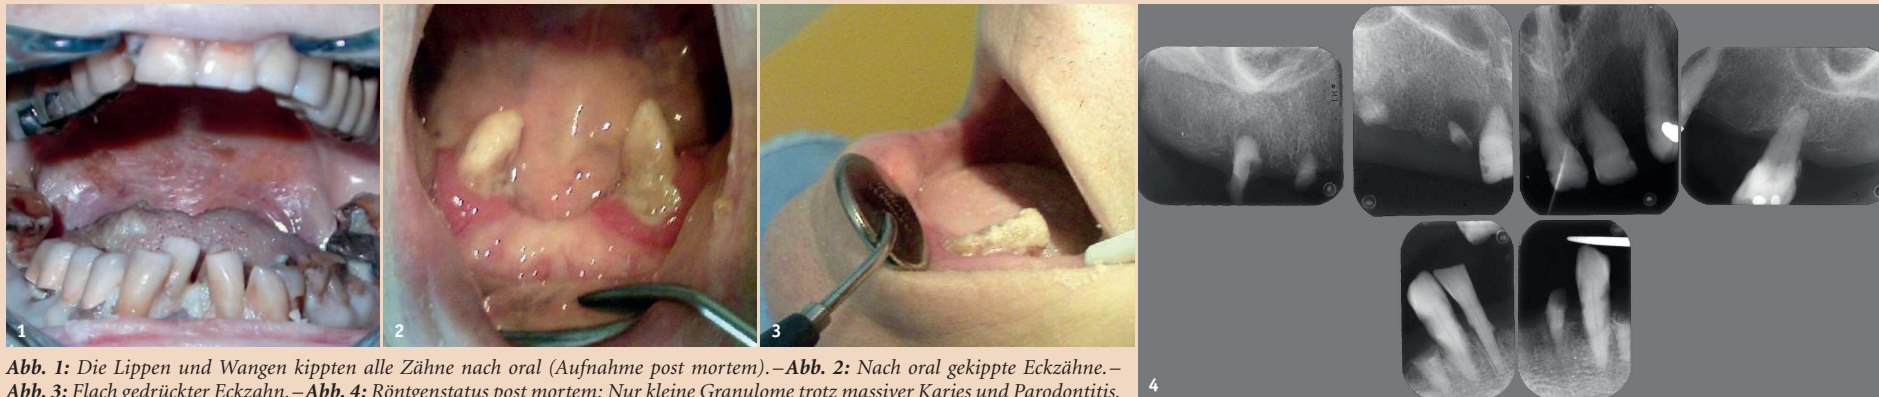 1
2
3
4
Abb. 1: Die Lippen und Wangen kippten alle Zähne nach oral (Aufnahme post mortem). – Abb. 2: Nach oral gekippte Eckzähne. –
Abb. 3: Flach gedrückter Eckzahn. – Abb. 4: Röntgenstatus post mortem: Nur kleine Granulome trotz massiver Karies und Parodontitis.